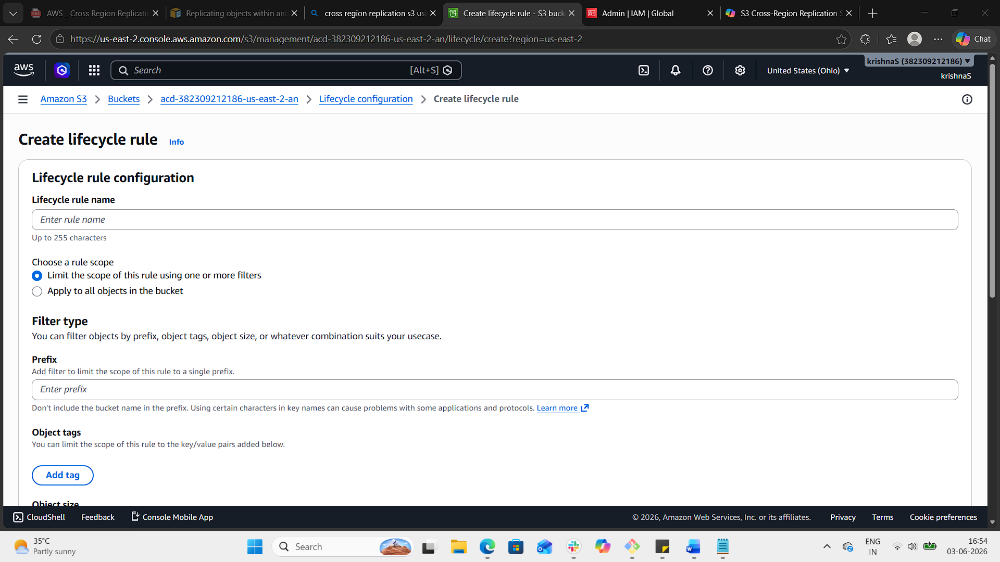 AWS _ Cross Region Replicatio
Replicating objects within and
cross region replication s3 usi
Create lifecycle rule - S3 buck
Admin | IAM | Global
S3 Cross-Region Replication S
https://us-east-2.console.aws.amazon.com/s3/management/acd-382309212186-us-east-2-an/lifecycle/create?region=us-east-2
Chat
aws
Search
[Alt+S]
United States (Ohio)
krishnaS (382309212186)
krishnaS
Amazon S3
Buckets
acd-382309212186-us-east-2-an
Lifecycle configuration
Create lifecycle rule
Create lifecycle rule
Info
Lifecycle rule configuration
Lifecycle rule name
Enter rule name
Up to 255 characters
Choose a rule scope
Limit the scope of this rule using one or more filters
Apply to all objects in the bucket
Filter type
You can filter objects by prefix, object tags, object size, or whatever combination suits your usecase.
Prefix
Add filter to limit the scope of this rule to a single prefix.
Enter prefix
Don't include the bucket name in the prefix. Using certain characters in key names can cause problems with some applications and protocols. Learn more
Object tags
You can limit the scope of this rule to the key/value pairs added below.
Add tag
Object size
CloudShell
Feedback
Console Mobile App
© 2026, Amazon Web Services, Inc. or its affiliates.
Privacy
Terms
Cookie preferences
35°C
Partly sunny
Search
ENG
IN
16:54
03-06-2026